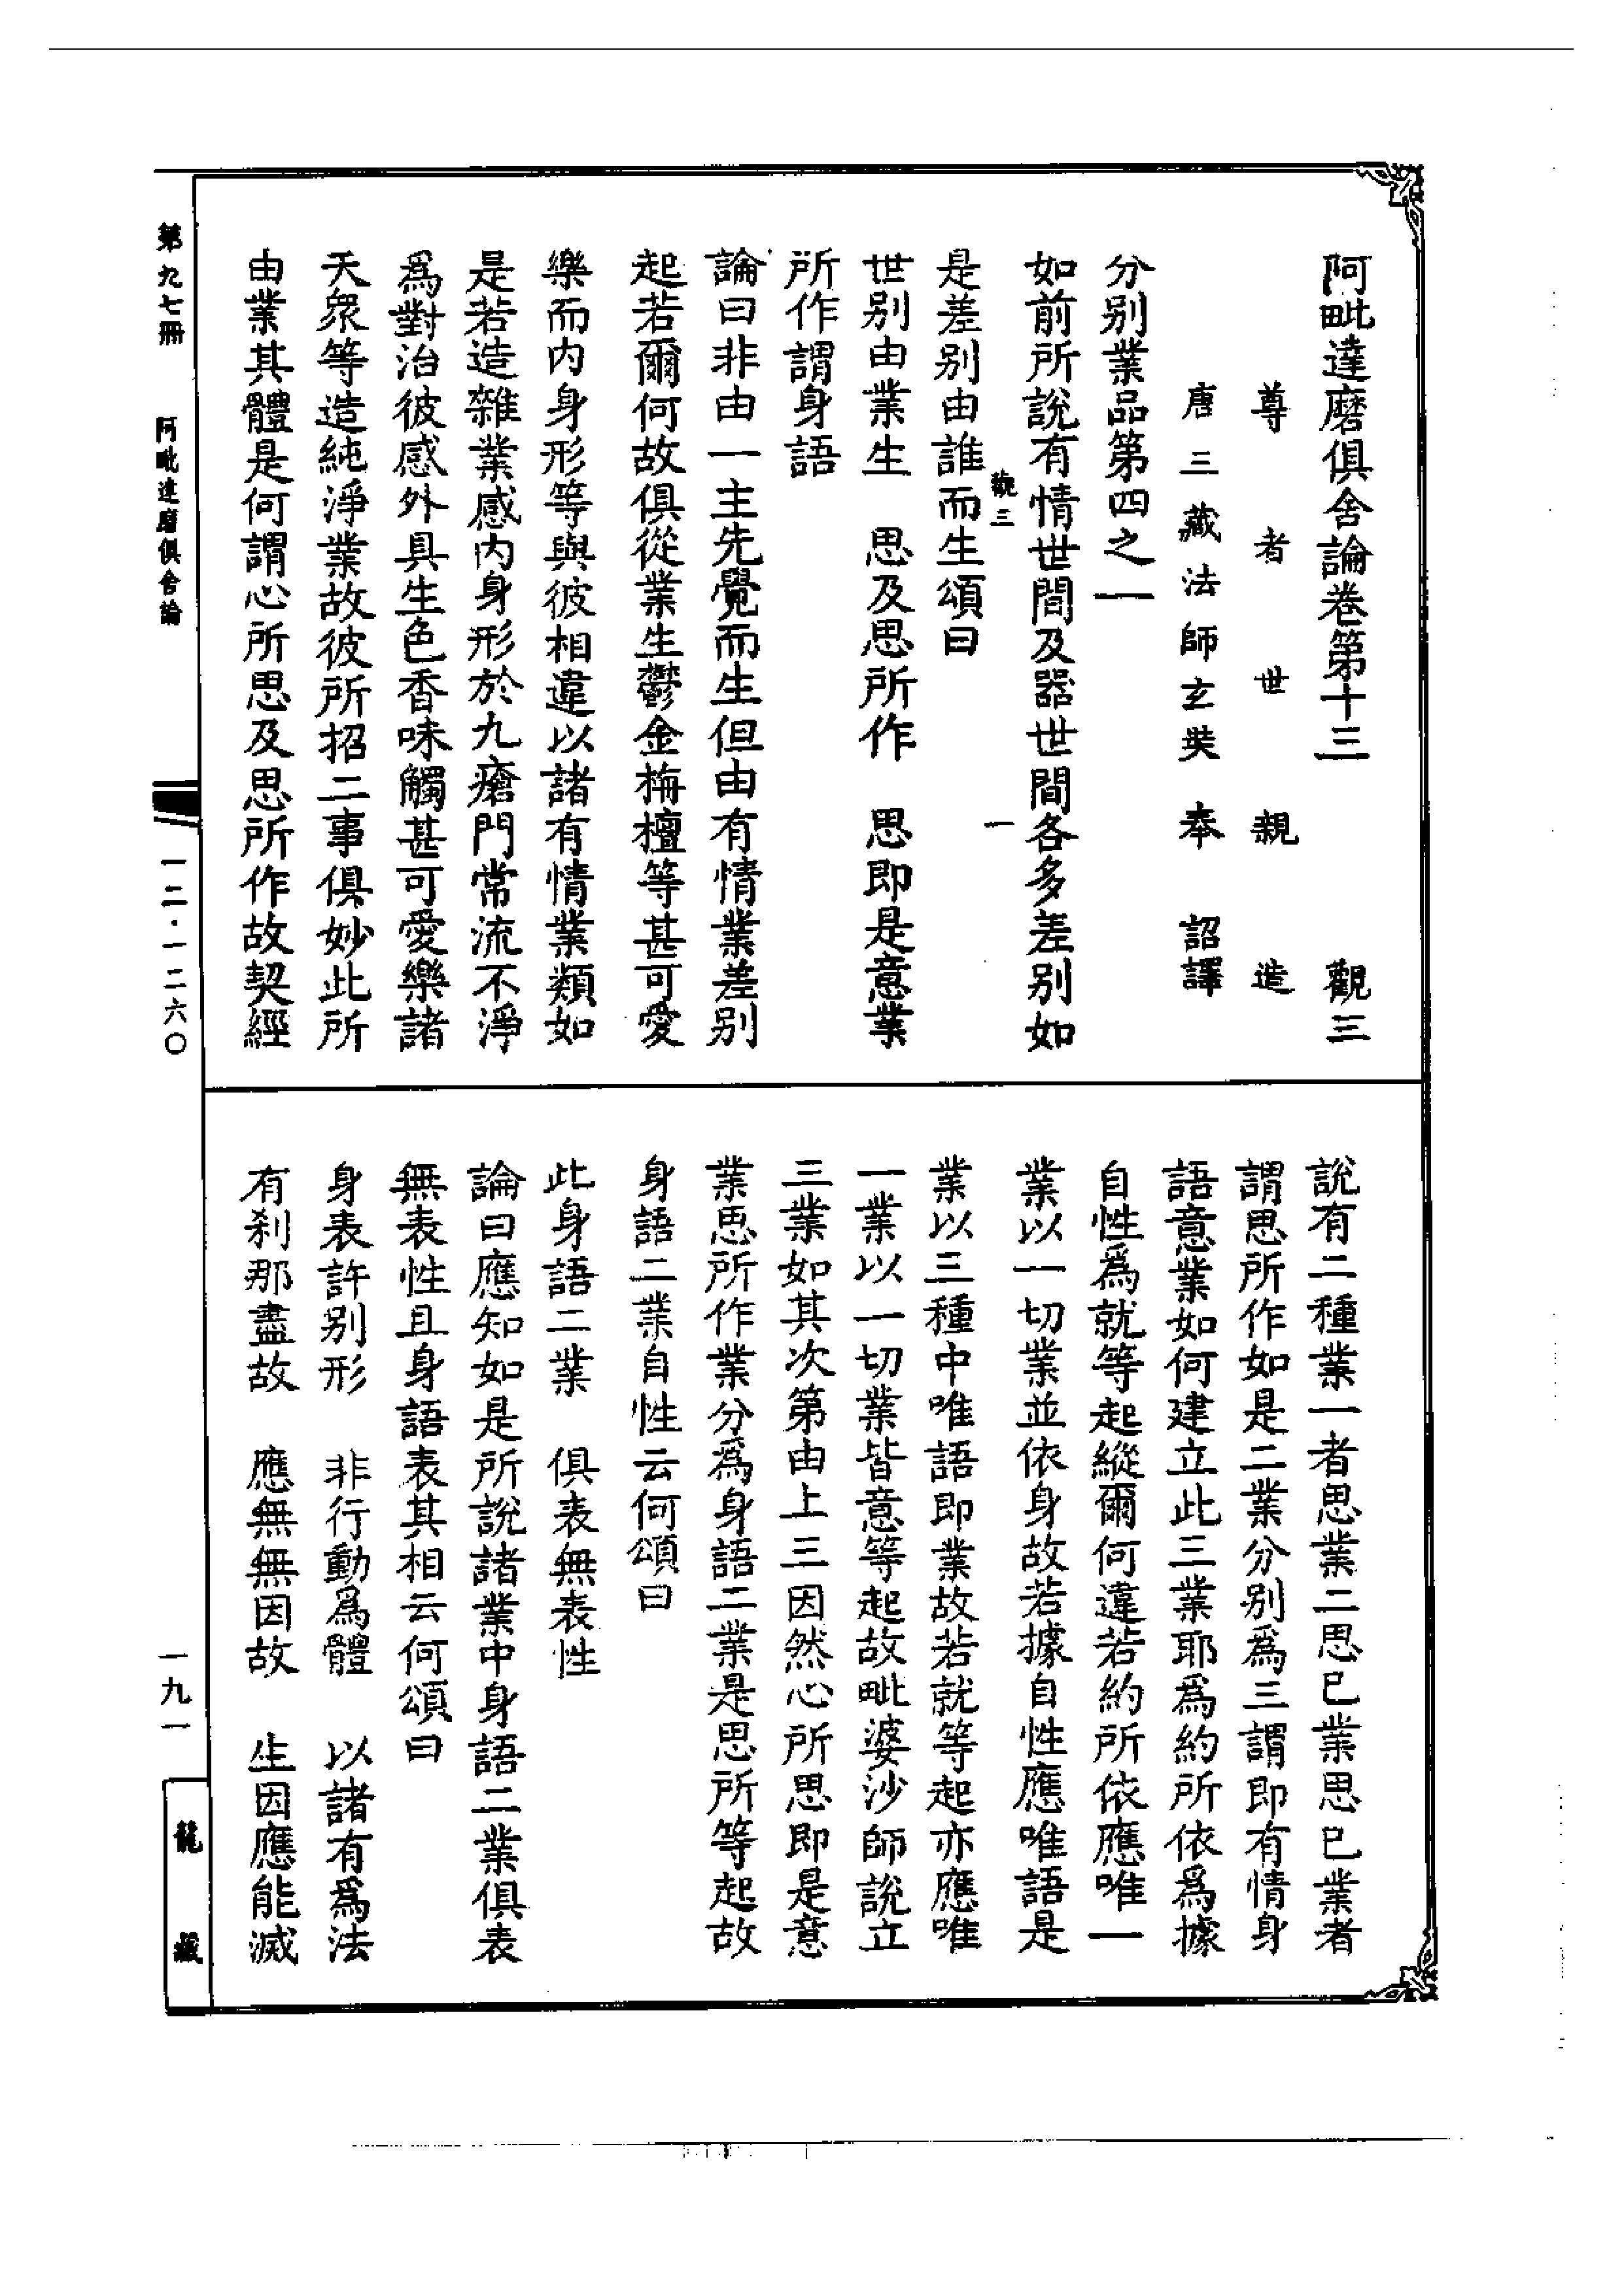 阿毗達磨俱舍論卷第十三 觀三
尊者世親造
唐三藏法師玄奘奉 詔譯
分別業品第四之一
如前所說有情世間及器世間各多差別如
觀三 一
是差別由誰而生頌曰
世別由業生 思及思所作 思即是意業
所作謂身語
論曰非由一主先覺而生但由有情業差別
起若爾何故俱從業生鬱金栴檀等甚可愛
樂而內身形等與彼相違以諸有情業類如
是若造雜業感內身形於九瘡門常流不淨
為對治彼感外具生色香味觸甚可愛樂諸
天眾等造純淨業故彼所招二事俱妙此所
由業其體是何謂心所思及思所作故契經
說有二種業一者思業二思已業思已業者
謂思所作如是二業分別為三謂即有情身
語意業如何建立此三業耶為約所依為據
自性為就等起縱爾何違若約所依應唯一
業以一切業並依身故若據自性應唯語是
業以三種中唯語即業故若就等起亦應唯
一業以一切業皆意等起故毗婆沙師說立
三業如其次第由上三因然心所思即是意
業思所作業分為身語二業是思所等起故
身語二業自性云何頌曰
此身語二業 俱表無表性
論曰應知如是所說諸業中身語二業俱表
無表性且身語表其相云何頌曰
身表許別形 非行動為體 以諸有為法
有剎那盡故 應無無因故 生因應能滅
第九七冊 阿毗達磨俱舍論 一二·一二六〇 一九一 龍藏